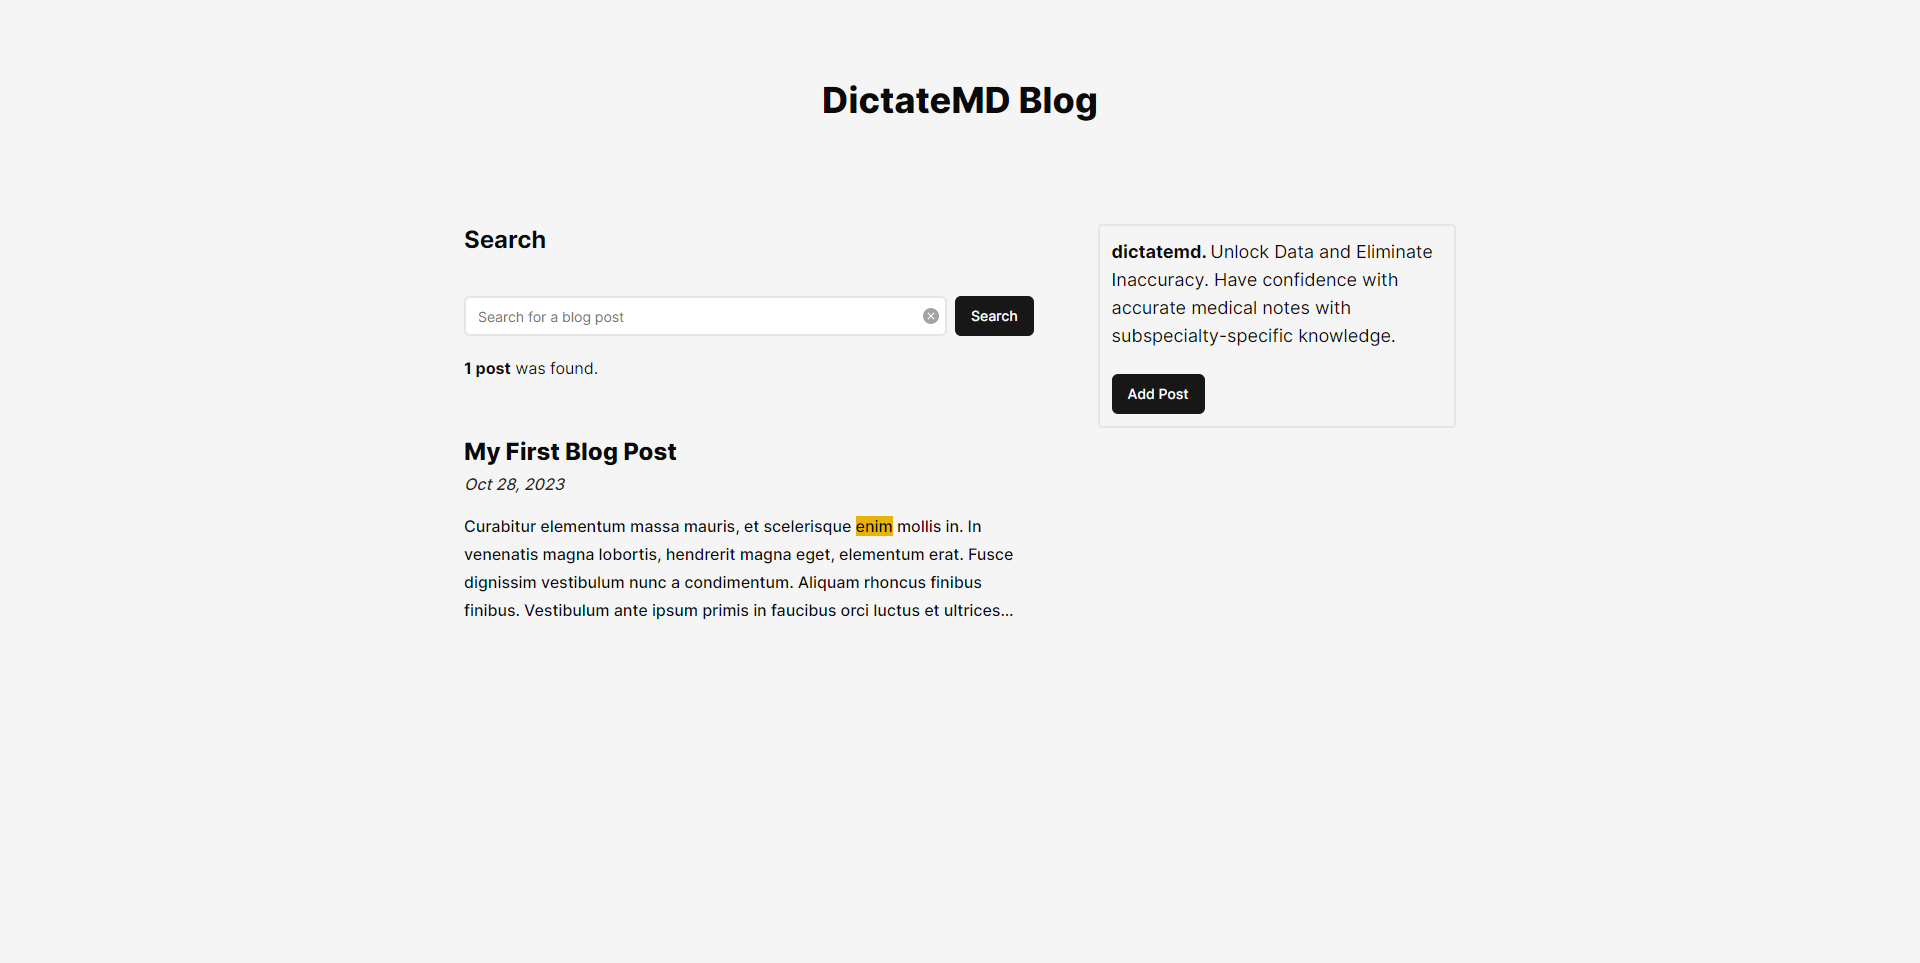 DictateMD Blog
Search
Search for a blog post
Search
1 post was found.
My First Blog Post
Oct 28, 2023
Curabitur elementum massa mauris, et scelerisque enim mollis in. In
venenatis magna lobortis, hendrerit magna eget, elementum erat. Fusce
dignissim vestibulum nunc a condimentum. Aliquam rhoncus finibus
finibus. Vestibulum ante ipsum primis in faucibus orci luctus et ultrices...
dictatemd. Unlock Data and Eliminate
Inaccuracy. Have confidence with
accurate medical notes with
subspecialty-specific knowledge.
Add Post